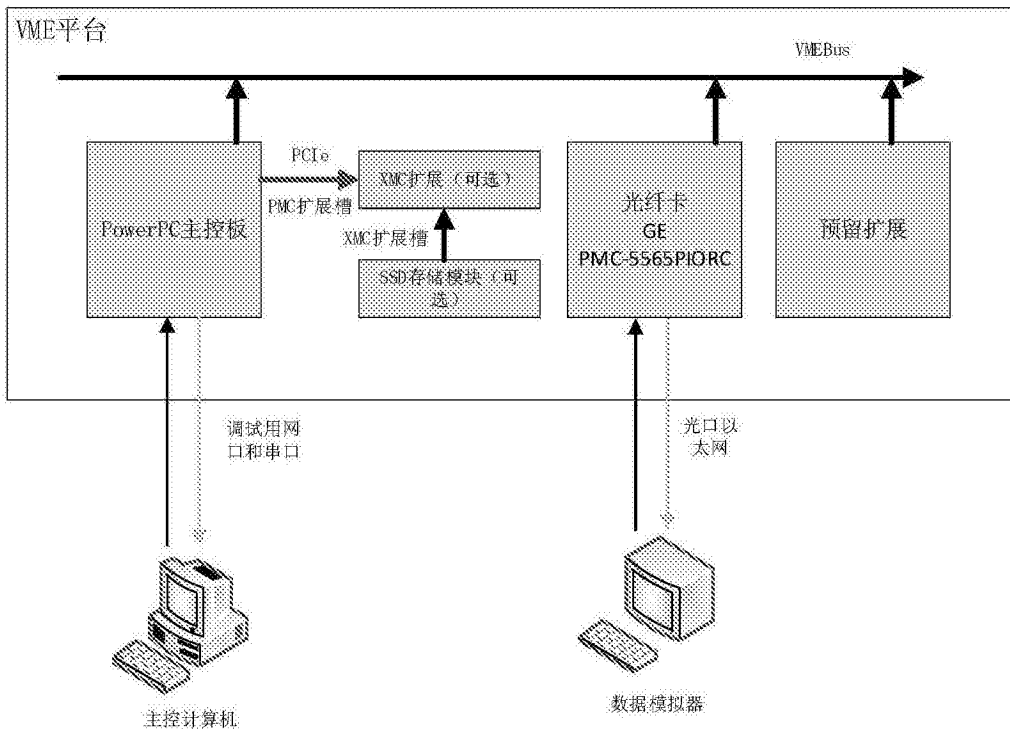 VME平台
VMEBus
PowerPC主控板
PCIe
PMC扩展槽
XMC扩展（可选）
XMC扩展槽
SSD存储模块（可
选）
光纤卡
GE
PMC-5565PIORC
预留扩展
调试用网
口和串口
光口以
太网
主控计算机
数据模拟器